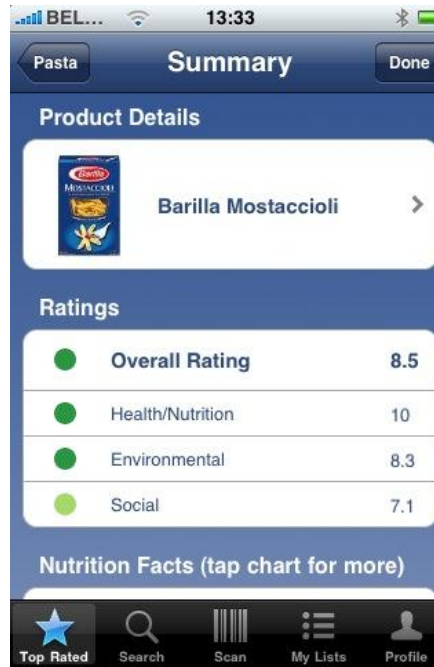 BEL... 13:33
Pasta Summary Done
Product Details
Barilla
MOSTACCIOLI
Barilla Mostaccioli
Ratings
Overall Rating 8.5
Health/Nutrition 10
Environmental 8.3
Social 7.1
Nutrition Facts (tap chart for more)
Top Rated Search Scan My Lists Profile